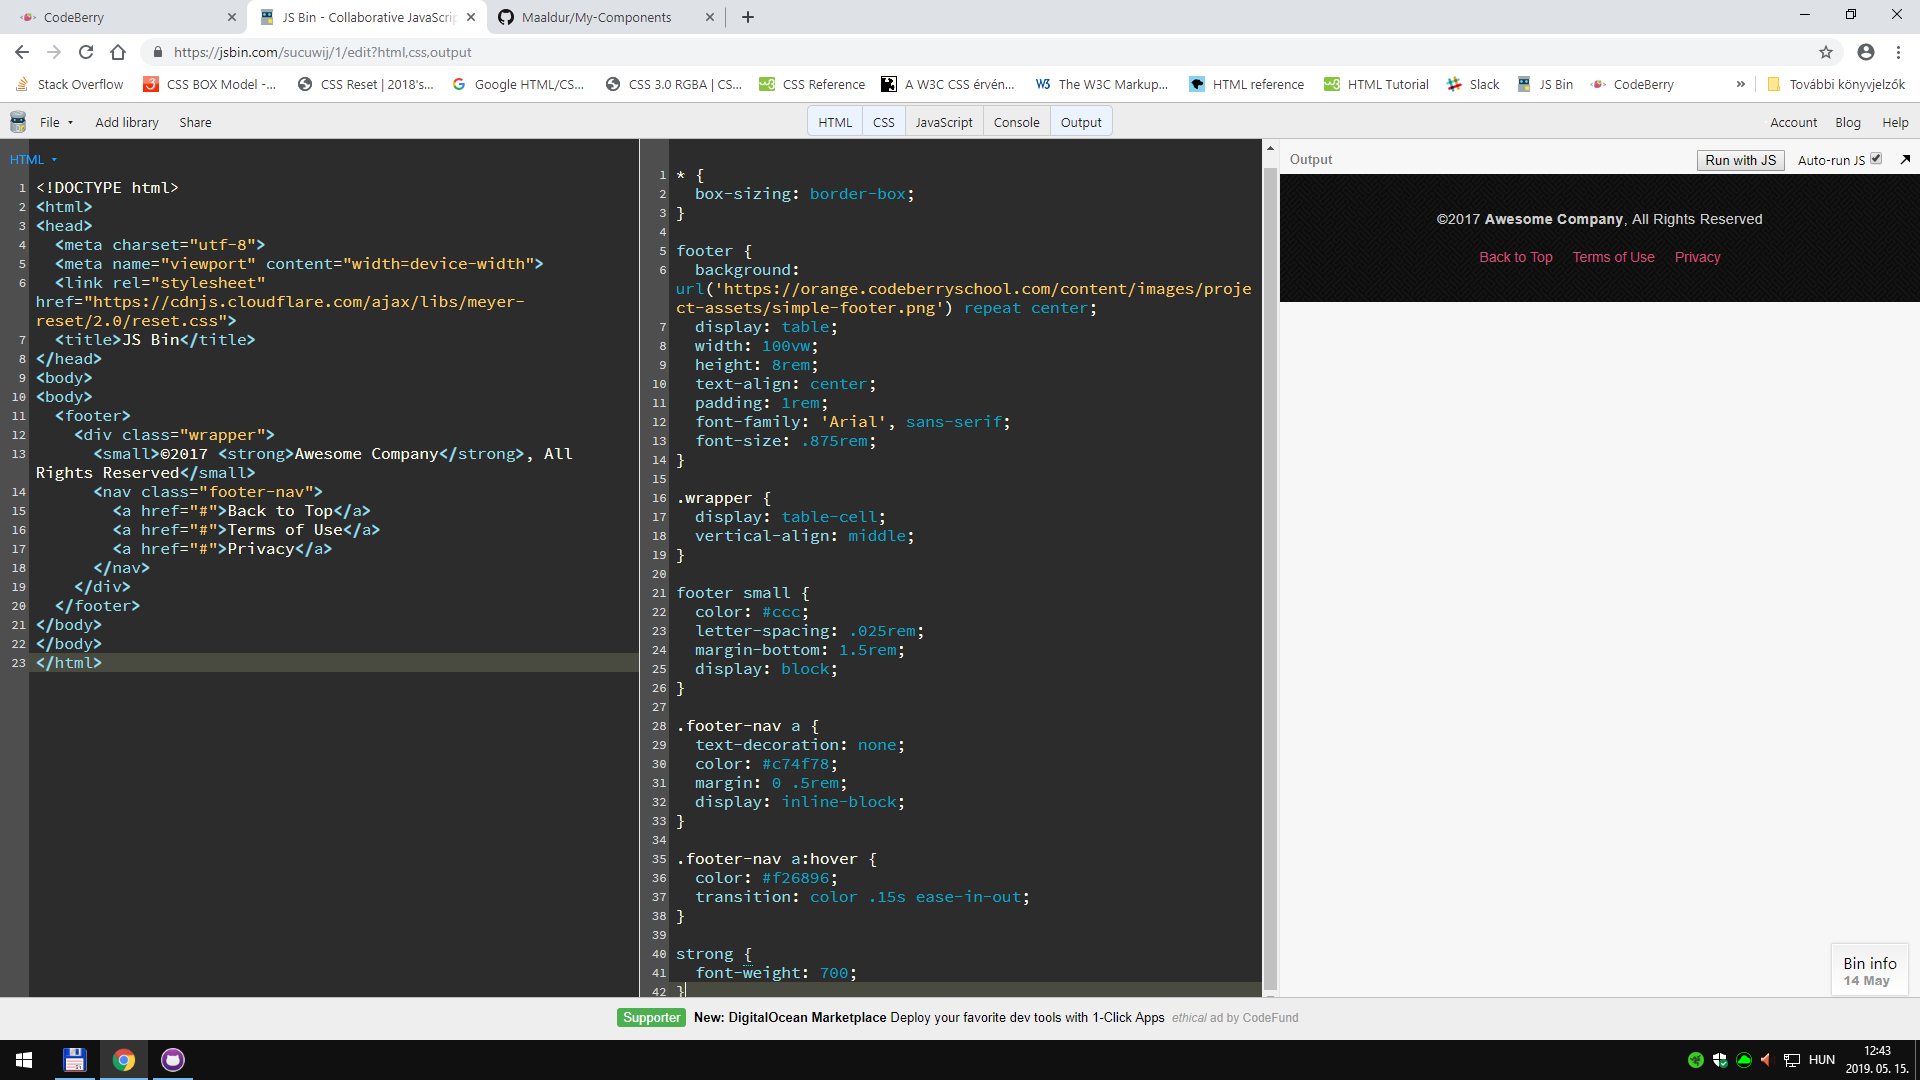 CodeBerry
JS Bin - Collaborative JavaScrip
Maaldur/My-Components
https://jsbin.com/sucuwij/1/edit?html,css,output
Stack Overflow
CSS BOX Model -...
CSS Reset | 2018's...
Google HTML/CS...
CSS 3.0 RGBA | CS...
CSS Reference
A W3C CSS érvén...
The W3C Markup...
HTML reference
HTML Tutorial
Slack
JS Bin
CodeBerry
»
További könyvjelzők
File
Add library
Share
HTML
CSS
JavaScript
Console
Output
Account
Blog
Help
HTML
1 <!DOCTYPE html>
2 <html>
3 <head>
4 <meta charset="utf-8">
5 <meta name="viewport" content="width=device-width">
6 <link rel="stylesheet"
href="https://cdnjs.cloudflare.com/ajax/libs/meyer-
reset/2.0/reset.css">
7 <title>JS Bin</title>
8 </head>
9 <body>
10 <body>
11 <footer>
12 <div class="wrapper">
13 <small>©2017 <strong>Awesome Company</strong>, All
Rights Reserved</small>
14 <nav class="footer-nav">
15 <a href="#">Back to Top</a>
16 <a href="#">Terms of Use</a>
17 <a href="#">Privacy</a>
18 </nav>
19 </div>
20 </footer>
21 </body>
22 </body>
23 </html>
1 * {
2 box-sizing: border-box;
3 }
4
5 footer {
6 background:
url('https://orange.codeberryschool.com/content/images/proje
ct-assets/simple-footer.png') repeat center;
7 display: table;
8 width: 100vw;
9 height: 8rem;
10 text-align: center;
11 padding: 1rem;
12 font-family: 'Arial', sans-serif;
13 font-size: .875rem;
14 }
15
16 .wrapper {
17 display: table-cell;
18 vertical-align: middle;
19 }
20
21 footer small {
22 color: #ccc;
23 letter-spacing: .025rem;
24 margin-bottom: 1.5rem;
25 display: block;
26 }
27
28 .footer-nav a {
29 text-decoration: none;
30 color: #c74f78;
31 margin: 0 .5rem;
32 display: inline-block;
33 }
34
35 .footer-nav a:hover {
36 color: #f26896;
37 transition: color .15s ease-in-out;
38 }
39
40 strong {
41 font-weight: 700;
42 }
Output
Run with JS
Auto-run JS
©2017 Awesome Company, All Rights Reserved
Back to Top Terms of Use Privacy
Bin info
14 May
Supporter New: DigitalOcean Marketplace Deploy your favorite dev tools with 1-Click Apps ethical ad by CodeFund
HUN
12:43
2019. 05. 15.